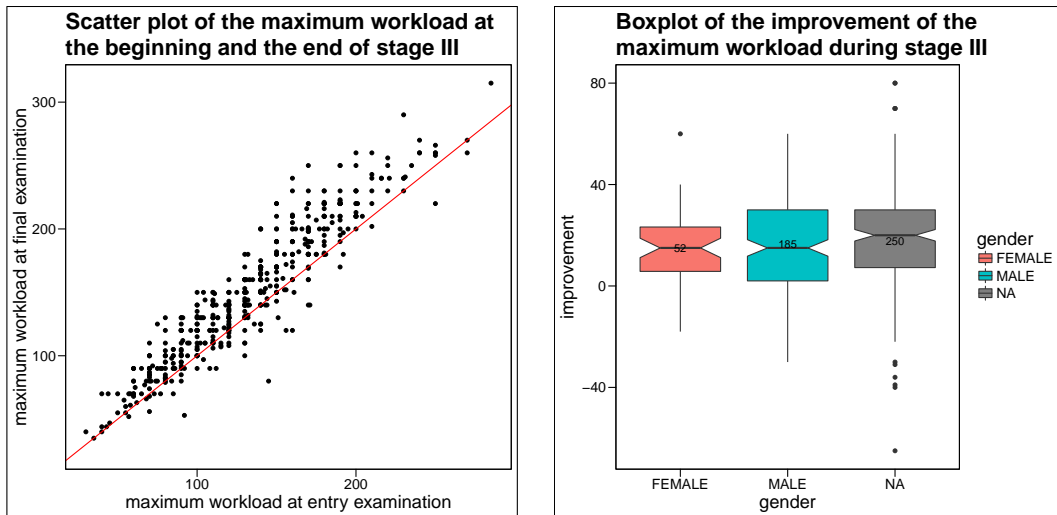 Scatter plot of the maximum workload at
the beginning and the end of stage III
maximum workload at final examination
300
200
100
100
200
maximum workload at entry examination
Boxplot of the improvement of the
maximum workload during stage III
improvement
80
40
0
−40
52
185
250
FEMALE
MALE
NA
gender
gender
FEMALE
MALE
NA